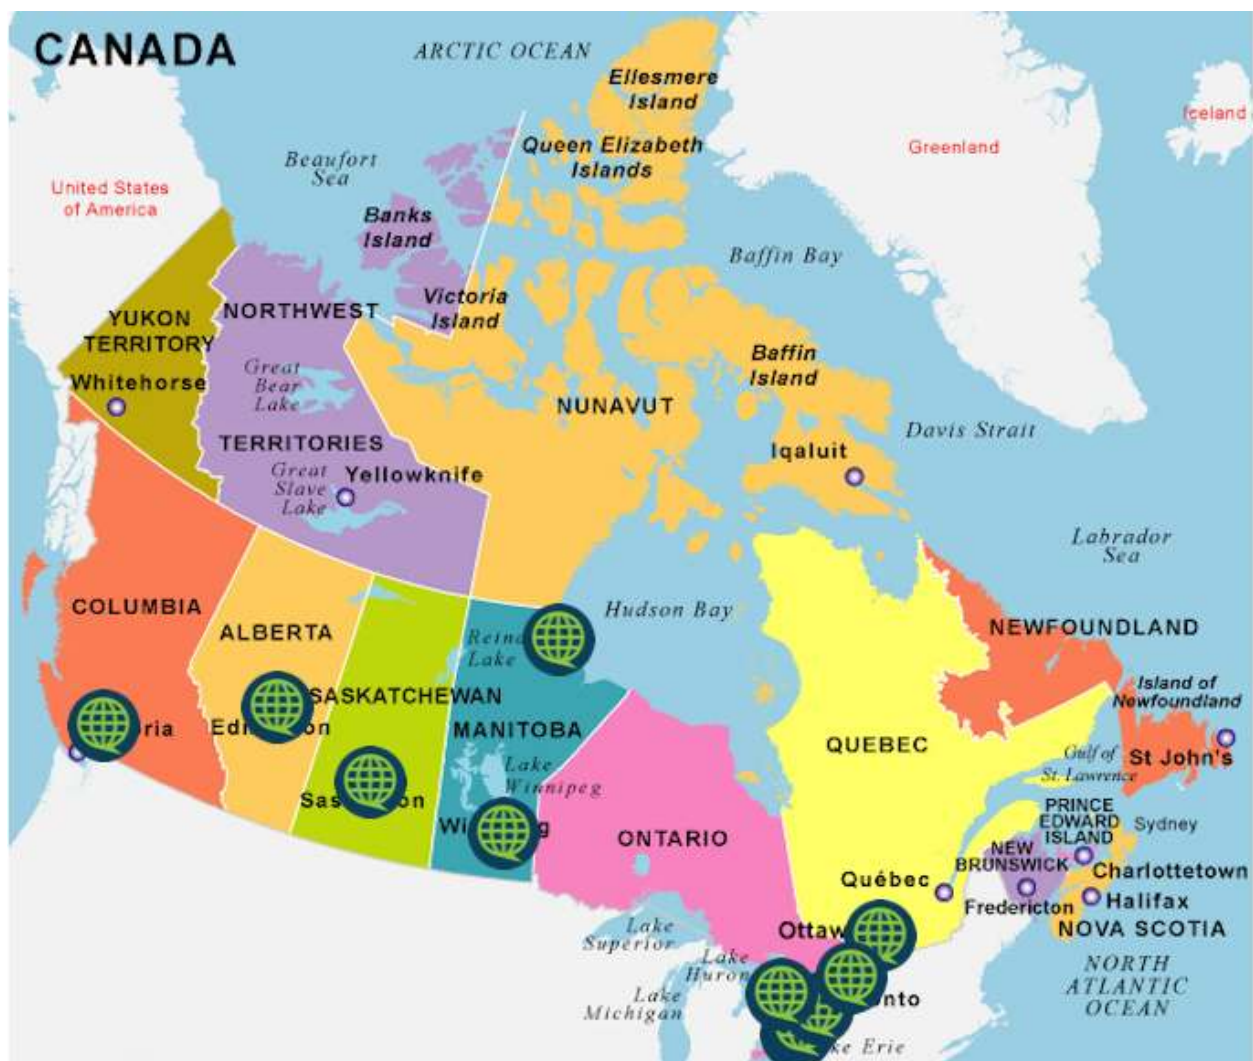 CANADA
ARCTIC OCEAN
Ellesmere
Island
Iceland
Queen Elizabeth
Islands
Greenland
Beaufort
Sea
United States
of America
Banks
Island
Baffin Bay
Victoria
Island
NORTHWEST
YUKON
TERRITORY
Great
Bear
Lake
Baffin
Island
Whitehorse
NUNAVUT
Davis Strait
TERRITORIES
Iqaluit
Great
Slave
Lake
Yellowknife
Labrador
Sea
COLUMBIA
Hudson Bay
ALBERTA
NEWFOUNDLAND
Lake
SASKATCHEWAN
Island of
Newfoundland
MANITOBA
QUEBEC
Gulf of
St. Lawrence
St John's
Lake
Winnipeg
PRINCE
EDWARD
ISLAND
Sydney
ONTARIO
NEW
BRUNSWICK
Québec
Charlottetown
Fredericton
Halifax
NOVA SCOTIA
Lake
Superior
Lake
Huron
Lake
Michigan
NORTH
ATLANTIC
OCEAN
Erie